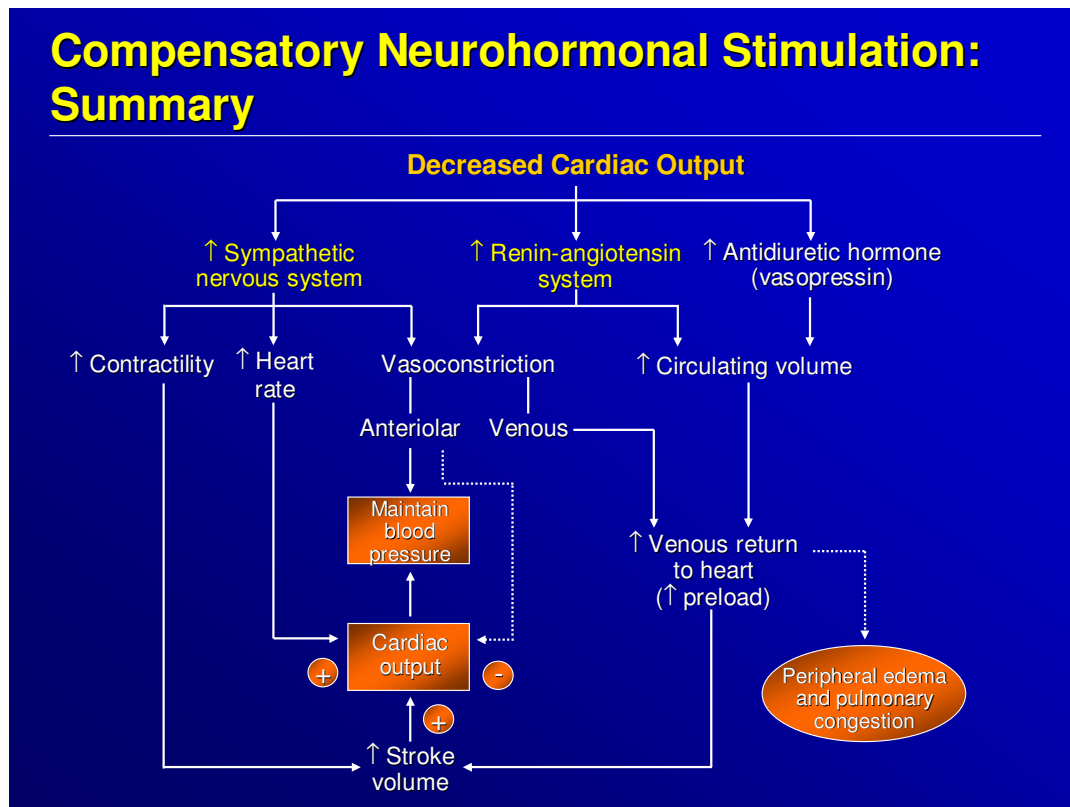 Compensatory Neurohormonal Stimulation:
Summary
Decreased Cardiac Output
↑ Sympathetic
nervous system
↑ Renin-angiotensin
system
↑ Antidiuretic hormone
(vasopressin)
↑ Contractility
↑ Heart
rate
Vasoconstriction
↑ Circulating volume
Anteriolar
Venous
Maintain
blood
pressure
↑ Venous return
to heart
(↑ preload)
Cardiac
output
+
-
+
Peripheral edema
and pulmonary
congestion
↑ Stroke
volume